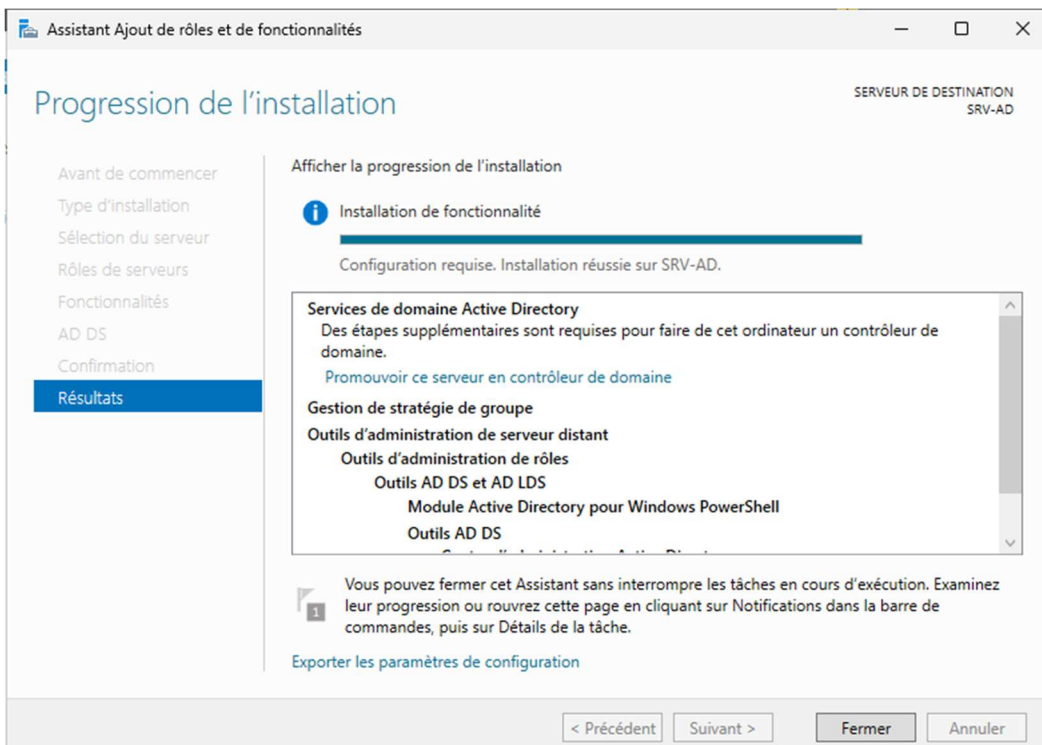 Assistant Ajout de rôles et de fonctionnalités
Progression de l'installation
SERVEUR DE DESTINATION
SRV-AD
Avant de commencer
Type d'installation
Sélection du serveur
Rôles de serveurs
Fonctionnalités
AD DS
Confirmation
Résultats
Afficher la progression de l'installation
Installation de fonctionnalité
Configuration requise. Installation réussie sur SRV-AD.
Services de domaine Active Directory
Des étapes supplémentaires sont requises pour faire de cet ordinateur un contrôleur de
domaine.
Promouvoir ce serveur en contrôleur de domaine
Gestion de stratégie de groupe
Outils d'administration de serveur distant
Outils d'administration de rôles
Outils AD DS et AD LDS
Module Active Directory pour Windows PowerShell
Outils AD DS
1
Vous pouvez fermer cet Assistant sans interrompre les tâches en cours d'exécution. Examinez
leur progression ou rouvrez cette page en cliquant sur Notifications dans la barre de
commandes, puis sur Détails de la tâche.
Exporter les paramètres de configuration
< Précédent
Suivant >
Fermer
Annuler